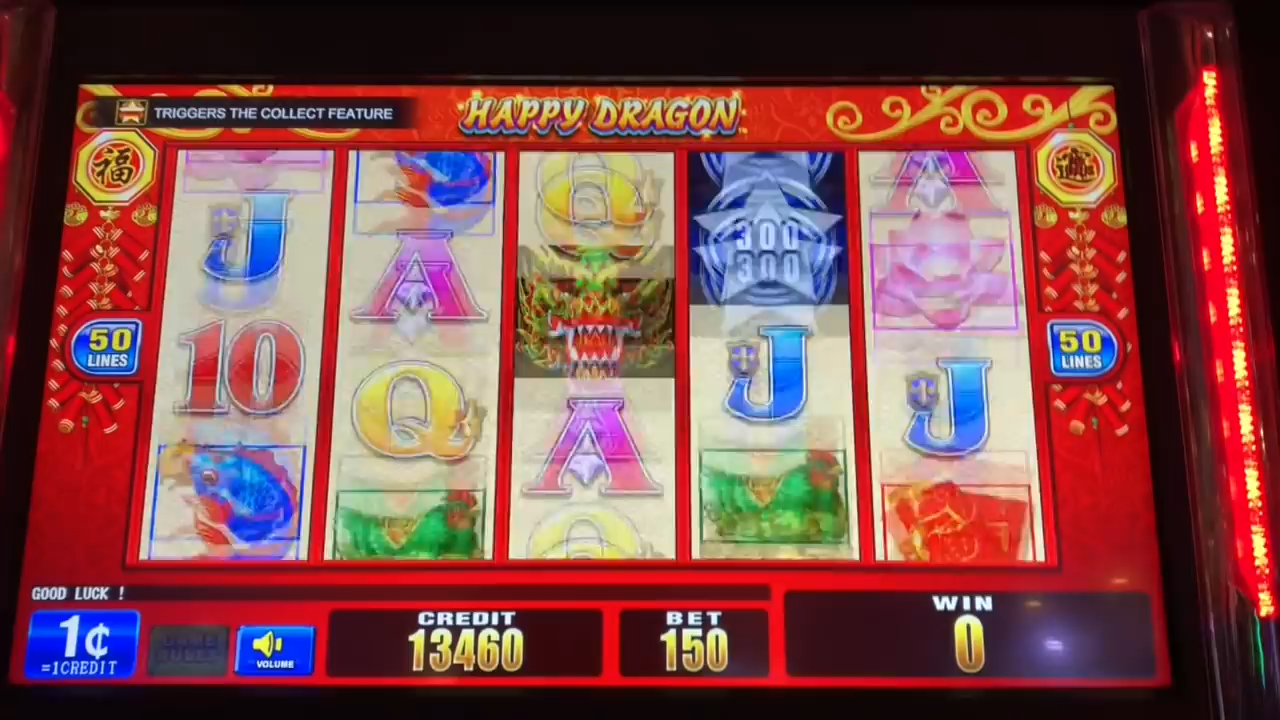 TRIGGERS THE COLLECT FEATURE
HAPPY DRAGON
福
Q
A
J
300
300
50
LINES
10
A
J
50
LINES
Q
A
J
Q
GOOD LUCK !
1¢
=1CREDIT
VOLUME
CREDIT
13460
BET
150
WIN
0